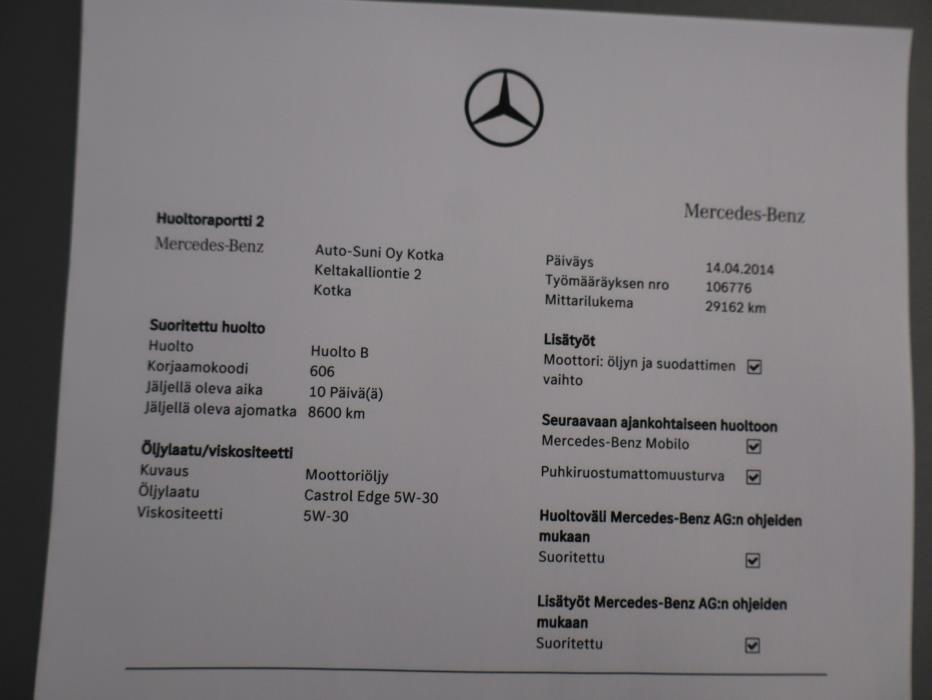 Mercedes-Benz
Huoltoraportti 2
Mercedes-Benz
Auto-Suni Oy Kotka
Keltakalliontie 2
Kotka
Päiväys 14.04.2014
Työmääräyksen nro 106776
Mittarilukema 29162 km
Suoritettu huolto
Huolto Huolto B
Korjaamokoodi 606
Jäljellä oleva aika 10 Päivä(ä)
Jäljellä oleva ajomatka 8600 km
Öljylaatu/viskositeetti
Kuvaus Moottoriöljy
Öljylaatu Castrol Edge 5W-30
Viskositeetti 5W-30
Lisätyöt
Moottori: öljyn ja suodattimen
vaihto
Seuraavaan ajankohtaiseen huoltoon
Mercedes-Benz Mobilo
Puhkiruostumattomuusturva
Huoltoväli Mercedes-Benz AG:n ohjeiden
mukaan
Suoritettu
Lisätyöt Mercedes-Benz AG:n ohjeiden
mukaan
Suoritettu